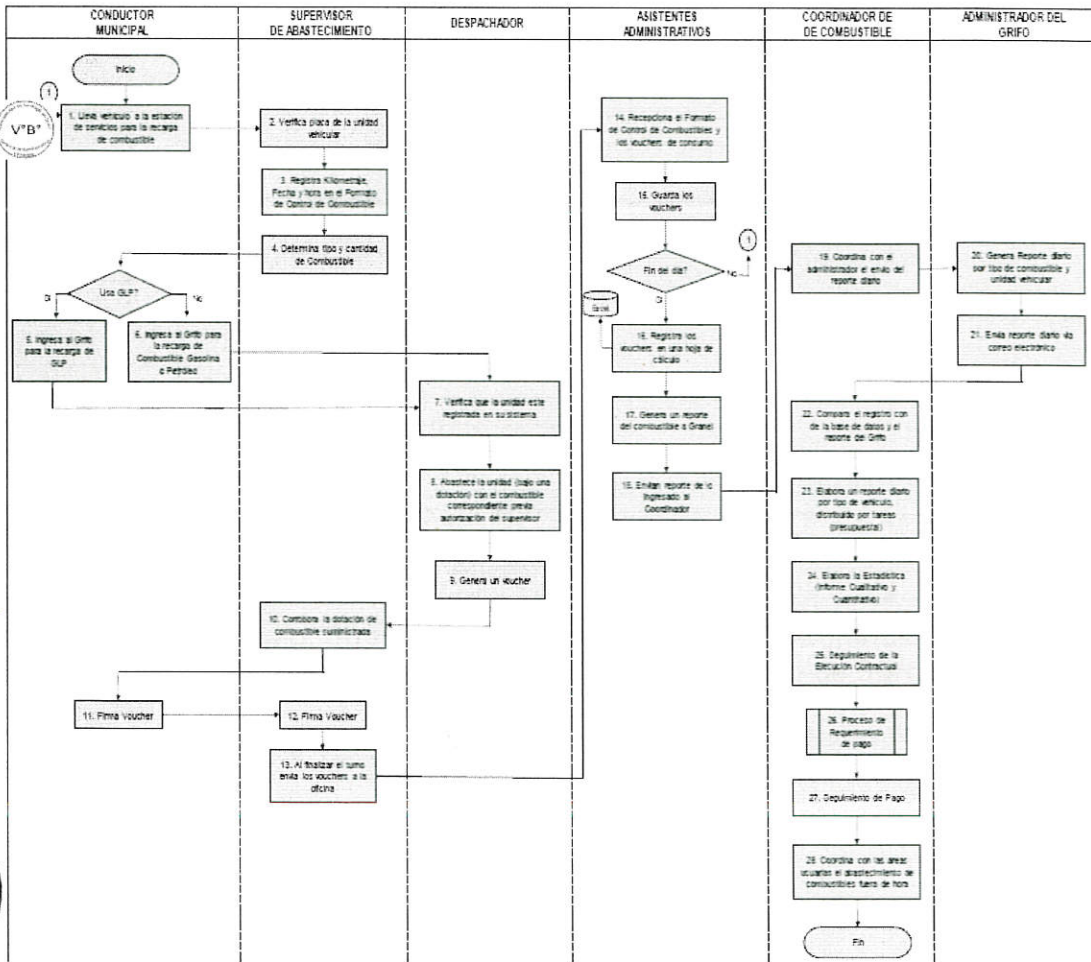 CONDUCTOR
MUNICIPAL
SUPERVISOR
DE ABASTECIMIENTO
DESPACHADOR
ASISTENTES
ADMINISTRATIVOS
COORDINADOR DE
DE COMBUSTIBLE
ADMINISTRADOR DEL
GRIFO
Inicio
1
V°B°
1. Lleva vehículo a la estación
de servicios para la recarga
de combustible
2. Verifica placa de la unidad
vehicular
3. Registra Kilometraje,
Fecha y hora en el Formato
de Control de Combustible
4. Determina tipo y cantidad
de Combustible
Usa GLP?
Si
No
5. Ingresa al Grifo
para la recarga de
GLP
6. Ingresa al Grifo para
la recarga de
Combustible Gasolina
o Petróleo
7. Verifica que la unidad este
registrada en su sistema
8. Abastece la unidad (bajo una
dotación) con el combustible
correspondiente previa
autorización del supervisor
9. Genera un voucher
10. Corrobora la dotación de
combustible suministrada
11. Firma Voucher
12. Firma Voucher
13. Al finalizar el turno
envía los vouchers a la
oficina
14. Recepciona el Formato
de Control de Combustibles y
los vouchers de consumo
15. Guarda los
vouchers
Fin del día?
No
1
Si
Excel
16. Registra los
vouchers en una hoja de
cálculo
17. Genera un reporte
del combustible a Granel
18. Envían reporte de lo
ingresado al
Coordinador
19. Coordina con el
administrador el envío del
reporte diario
20. Genera Reporte diario
por tipo de combustible y
unidad vehicular
21. Envía reporte diario vía
correo electrónico
22. Compara el registro con
de la base de datos y el
reporte del Grifo
23. Elabora un reporte diario
por tipo de vehículo,
distribuido por tareas
(presupuestal)
24. Elabora la Estadística
(Informe Cualitativo y
Cuantitativo)
25. Seguimiento de la
Ejecución Contractual
26. Proceso de
Requerimiento
de pago
27. Seguimiento de Pago
28. Coordina con las áreas
usuarias el abastecimiento de
combustibles fuera de hora
Fin